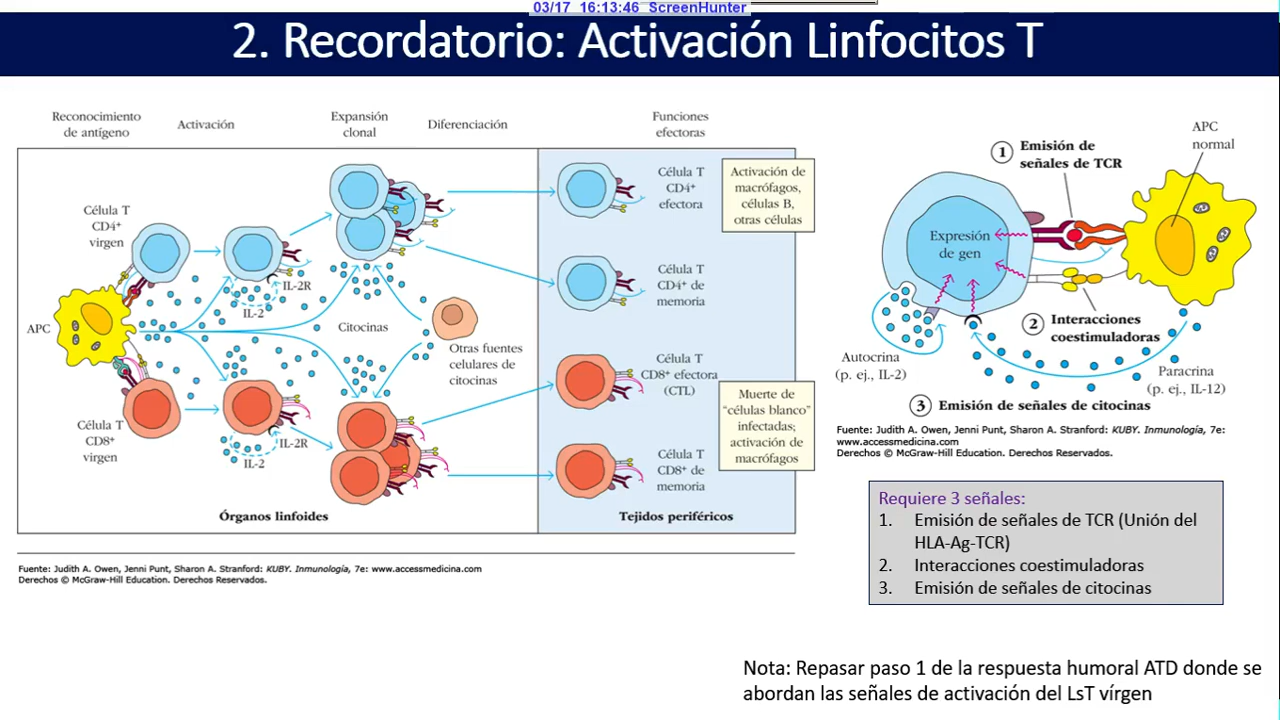 03/17 16:13:46 ScreenHunter
2. Recordatorio: Activación Linfocitos T
Reconocimiento
de antígeno
Activación
Expansión
clonal
Diferenciación
Funciones
efectoras
Célula T
CD4+
virgen
APC
Célula T
CD8+
virgen
IL-2R
IL-2
Citocinas
Otras fuentes
celulares de
citocinas
IL-2R
IL-2
Órganos linfoides
Célula T
CD4+
efectora
Activación de
macrófagos,
células B,
otras células
Célula T
CD4+ de
memoria
Célula T
CD8+ efectora
(CTL)
Muerte de
“células blanco”
infectadas;
activación de
macrófagos
Célula T
CD8+ de
memoria
Tejidos periféricos
Fuente: Judith A. Owen, Jenni Punt, Sharon A. Stranford: KUBY. Inmunología, 7e: www.accessmedicina.com
Derechos © McGraw-Hill Education. Derechos Reservados.
1 Emisión de
señales de TCR
APC
normal
Expresión
de gen
2 Interacciones
coestimuladoras
Autocrina
(p. ej., IL-2)
Paracrina
(p. ej., IL-12)
3 Emisión de señales de citocinas
Fuente: Judith A. Owen, Jenni Punt, Sharon A. Stranford: KUBY. Inmunología, 7e:
www.accessmedicina.com
Derechos © McGraw-Hill Education. Derechos Reservados.
Requiere 3 señales:
1. Emisión de señales de TCR (Unión del
HLA-Ag-TCR)
2. Interacciones coestimuladoras
3. Emisión de señales de citocinas
Nota: Repasar paso 1 de la respuesta humoral ATD donde se
abordan las señales de activación del LsT vírgen